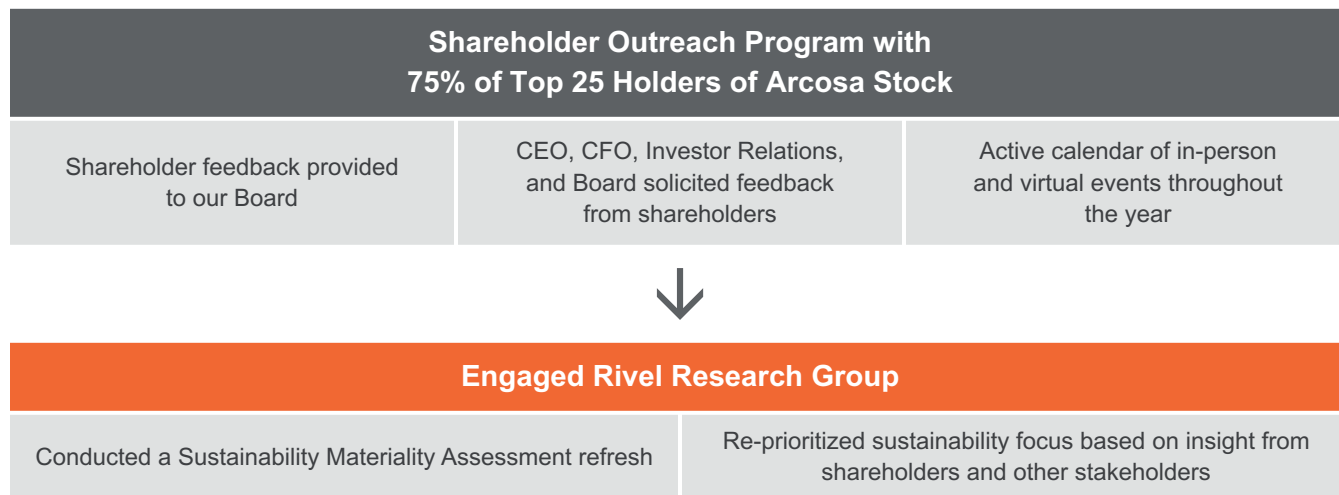 Shareholder Outreach Program with
75% of Top 25 Holders of Arcosa Stock
Shareholder feedback provided
to our Board
CEO, CFO, Investor Relations,
and Board solicited feedback
from shareholders
Active calendar of in-person
and virtual events throughout
the year
Engaged Rivel Research Group
Conducted a Sustainability Materiality Assessment refresh
Re-prioritized sustainability focus based on insight from
shareholders and other stakeholders